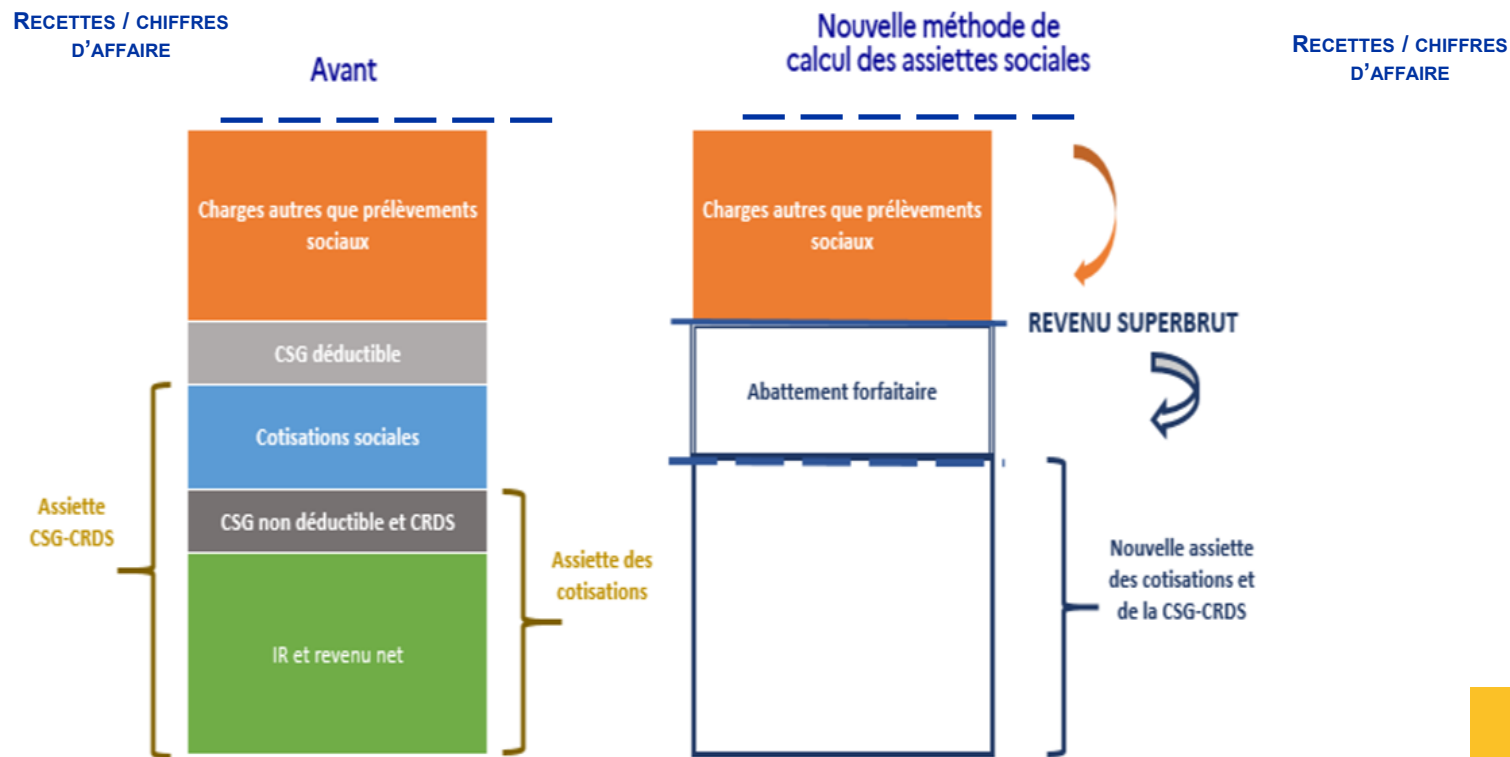 RECETTES / CHIFFRES
D'AFFAIRE
Avant
Nouvelle méthode de
calcul des assiettes sociales
RECETTES / CHIFFRES
D'AFFAIRE
Charges autres que prélèvements
sociaux
CSG déductible
Cotisations sociales
CSG non déductible et CRDS
IR et revenu net
Assiette
CSG-CRDS
Assiette des
cotisations
Charges autres que prélèvements
sociaux
REVENU SUPERBRUT
Abattement forfaitaire
Nouvelle assiette
des cotisations et
de la CSG-CRDS